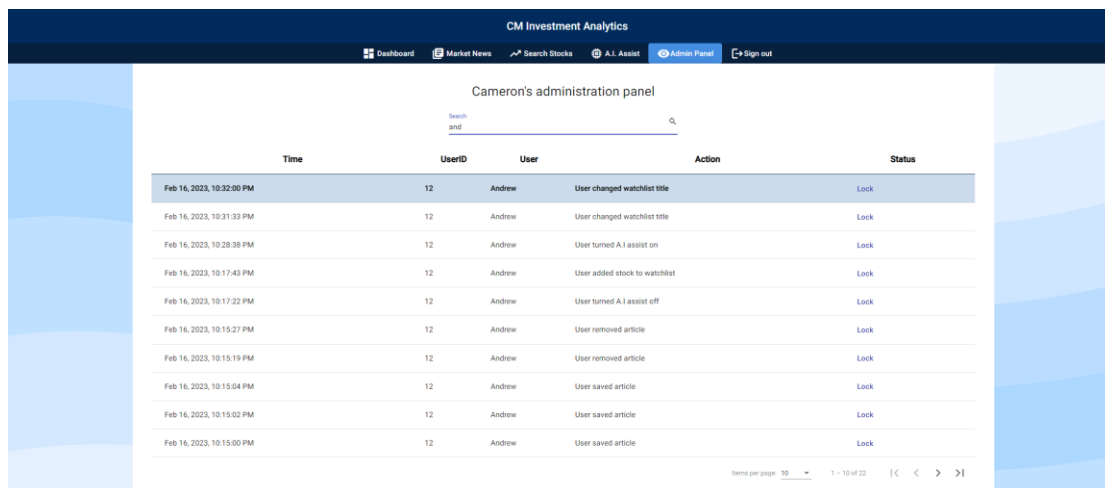 CM Investment Analytics
Dashboard Market News Search Stocks A.I. Assist Admin Panel Sign out
Cameron's administration panel
Search
and
Time UserID User Action Status
Feb 16, 2023, 10:32:00 PM 12 Andrew User changed watchlist title Lock
Feb 16, 2023, 10:31:33 PM 12 Andrew User changed watchlist title Lock
Feb 16, 2023, 10:28:38 PM 12 Andrew User turned A.I assist on Lock
Feb 16, 2023, 10:17:43 PM 12 Andrew User added stock to watchlist Lock
Feb 16, 2023, 10:17:22 PM 12 Andrew User turned A.I assist off Lock
Feb 16, 2023, 10:15:27 PM 12 Andrew User removed article Lock
Feb 16, 2023, 10:15:19 PM 12 Andrew User removed article Lock
Feb 16, 2023, 10:15:04 PM 12 Andrew User saved article Lock
Feb 16, 2023, 10:15:02 PM 12 Andrew User saved article Lock
Feb 16, 2023, 10:15:00 PM 12 Andrew User saved article Lock
Items per page: 10 1 – 10 of 22